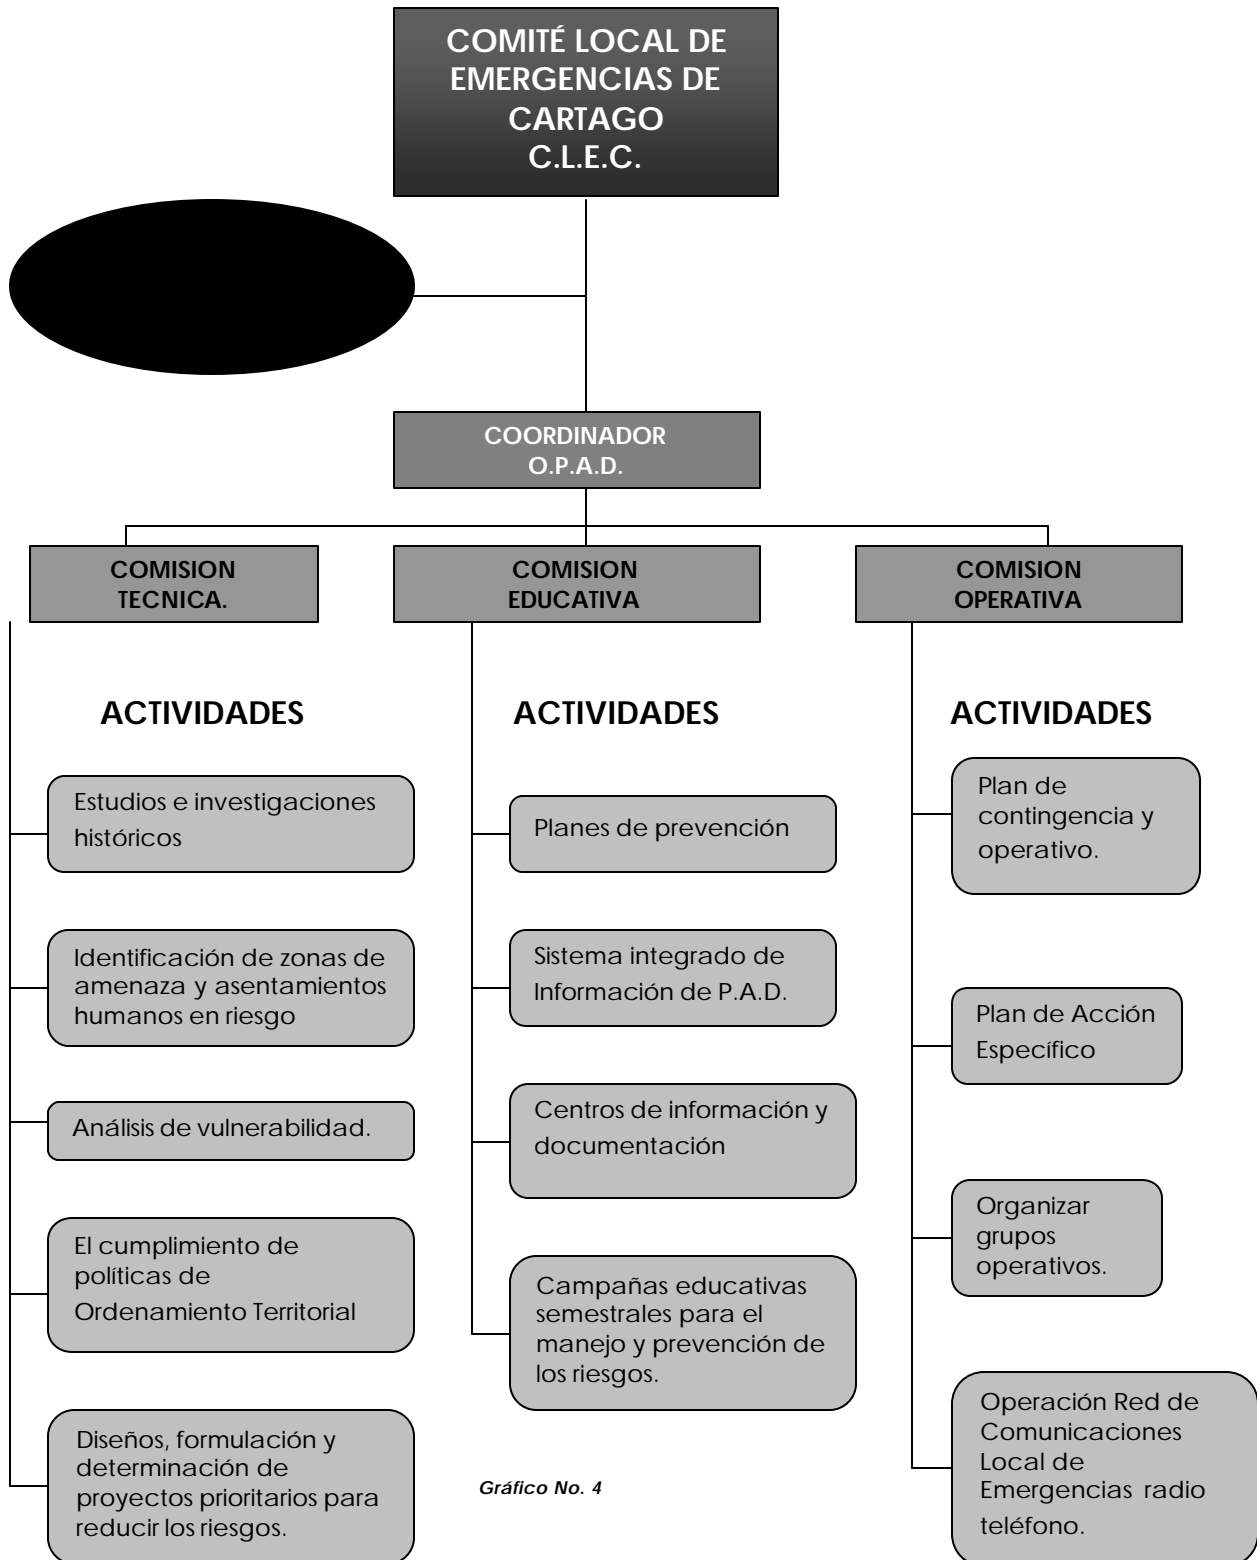 COMITÉ LOCAL DE
EMERGENCIAS DE
CARTAGO
C.L.E.C.
COORDINADOR
O.P.A.D.
COMISION
TECNICA.
COMISION
EDUCATIVA
COMISION
OPERATIVA
ACTIVIDADES
Estudios e investigaciones
históricos
Identificación de zonas de
amenaza y asentamientos
humanos en riesgo
Análisis de vulnerabilidad.
El cumplimiento de
políticas de
Ordenamiento Territorial
Diseños, formulación y
determinación de
proyectos prioritarios para
reducir los riesgos.
ACTIVIDADES
Planes de prevención
Sistema integrado de
Información de P.A.D.
Centros de información y
documentación
Campañas educativas
semestrales para el
manejo y prevención de
los riesgos.
ACTIVIDADES
Plan de
contingencia y
operativo.
Plan de Acción
Específico
Organizar
grupos
operativos.
Operación Red de
Comunicaciones
Local de
Emergencias radio
teléfono.
Gráfico No. 4